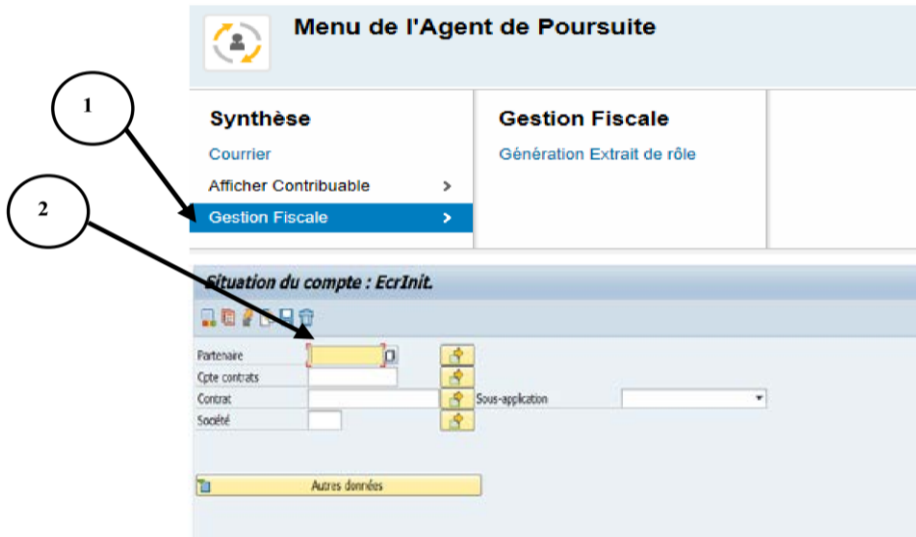 Menu de l'Agent de Poursuite
1
Synthèse
Gestion Fiscale
Courrier
Génération Extrait de rôle
Afficher Contribuable
2
Gestion Fiscale
Situation du compte : EcrInit.
Partenaire
Cpte contrats
Contrat
Sous-application
Société
Autres données